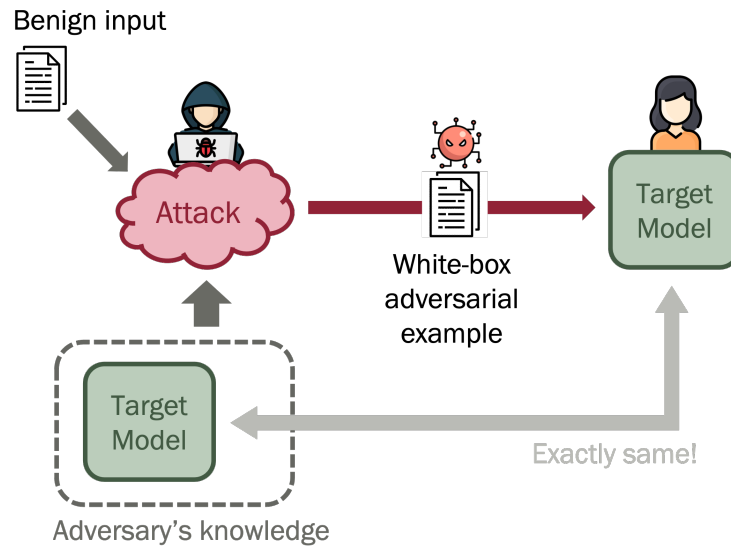 Benign input
Attack
Target
Model
White-box
adversarial
example
Target
Model
Exactly same!
Adversary's knowledge